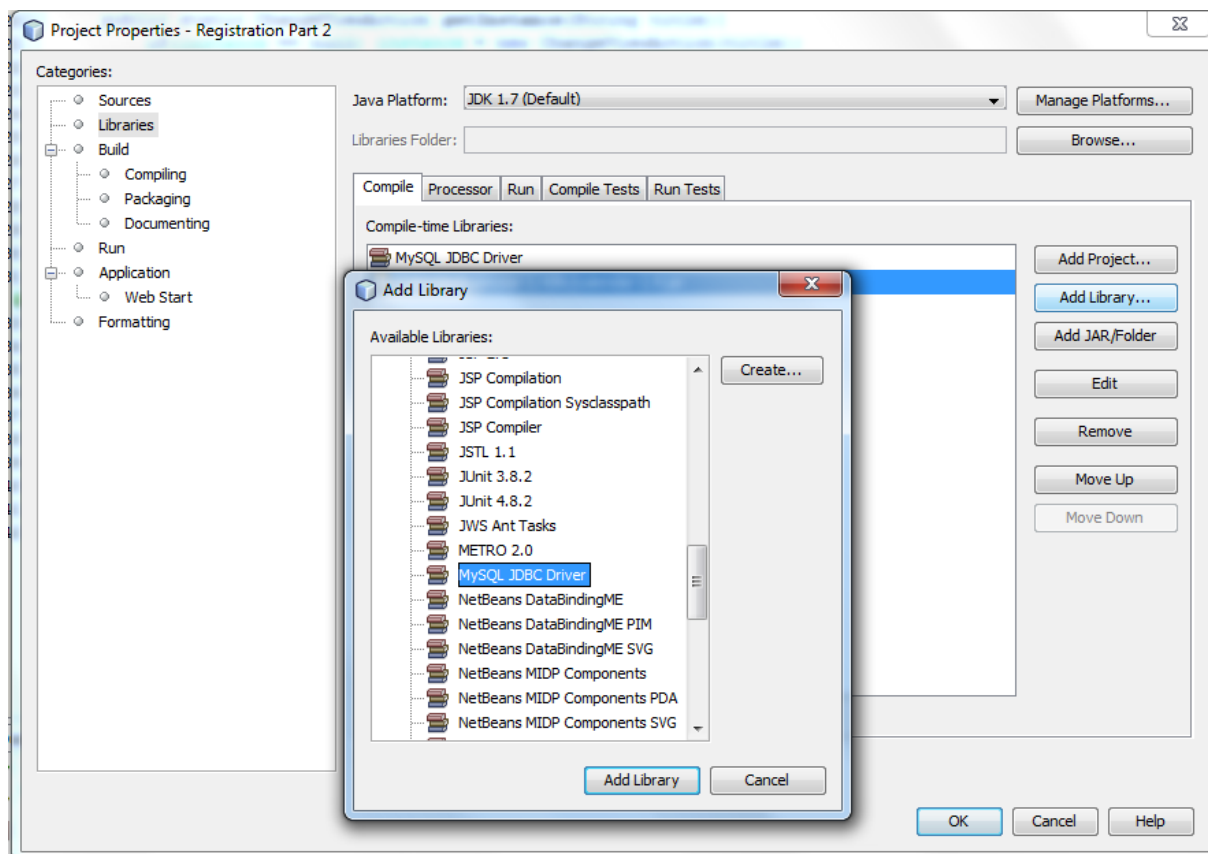 Project Properties - Registration Part 2
Categories:
Sources
Libraries
Build
Compiling
Packaging
Documenting
Run
Application
Web Start
Formatting
Java Platform: JDK 1.7 (Default) Manage Platforms...
Libraries Folder: Browse...
Compile Processor Run Compile Tests Run Tests
Compile-time Libraries:
MySQL JDBC Driver
Add Project...
Add Library...
Add JAR/Folder
Edit
Remove
Move Up
Move Down
Add Library
Available Libraries:
Create...
JSP Compilation
JSP Compilation Sysclasspath
JSP Compiler
JSTL 1.1
JUnit 3.8.2
JUnit 4.8.2
JWS Ant Tasks
METRO 2.0
MySQL JDBC Driver
NetBeans DataBindingME
NetBeans DataBindingME PIM
NetBeans DataBindingME SVG
NetBeans MIDP Components
NetBeans MIDP Components PDA
NetBeans MIDP Components SVG
Add Library Cancel
OK Cancel Help